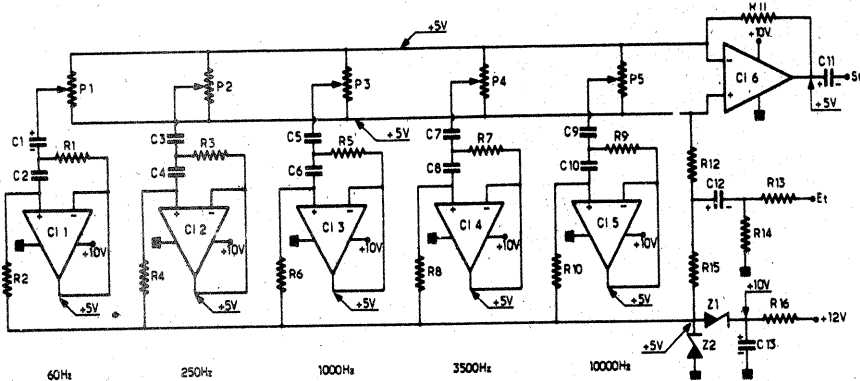 +5V
R11
+10V
P1
P2
P3
P4
P5
CI 6
C11
+5V
C1
R1
C3
R3
C5
R5
C7
R7
C9
R9
+5V
C2
C4
C6
C8
C10
R12
C12
R13
Et
R14
CI 1
+10V
CI 2
+10V
CI 3
+10V
CI 4
+10V
CI 5
+10V
R2
R4
R6
R8
R10
R15
+5V
+5V
+5V
+5V
+5V
Z1
+10V
R16
+12V
+5V
Z2
C13
60Hz
250Hz
1000Hz
3500Hz
10000Hz